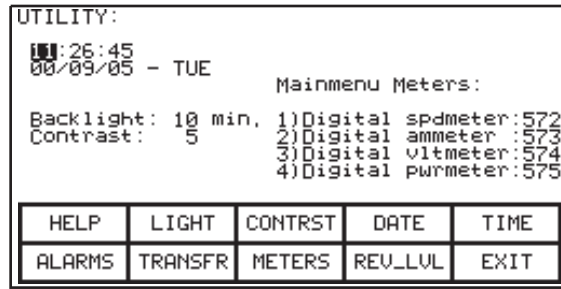 UTILITY:
11:26:45
00/09/05 - TUE
Mainmenu Meters:
Backlight: 10 min. 1)Digital spdmeter:572
Contrast: 5 2)Digital ammeter :573
3)Digital vltmeter:574
4)Digital pwrmeter:575
HELP LIGHT CONTRST DATE TIME
ALARMS TRANSFR METERS REV_LVL EXIT